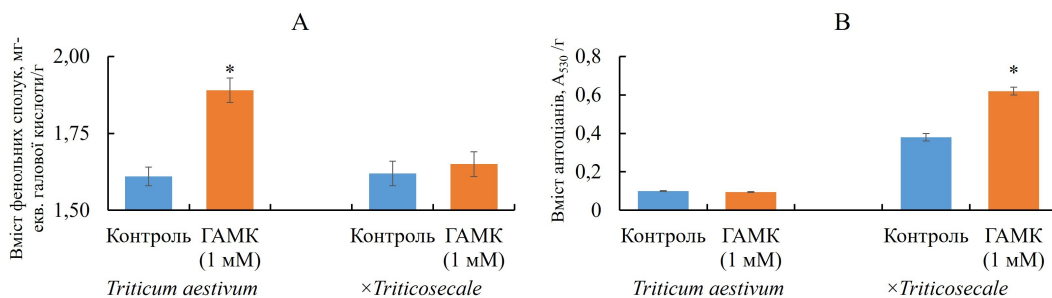 А
Вміст фенольних сполук, мг-
екв. галової кислоти/г
2,00
1,75
1,50
*
Контроль ГАМК Контроль ГАМК
(1 мМ) (1 мМ)
Triticum aestivum ×Triticosecale
В
Вміст антоціанів, А530 /г
0,8
0,6
0,4
0,2
0
*
Контроль ГАМК Контроль ГАМК
(1 мМ) (1 мМ)
Triticum aestivum ×Triticosecale